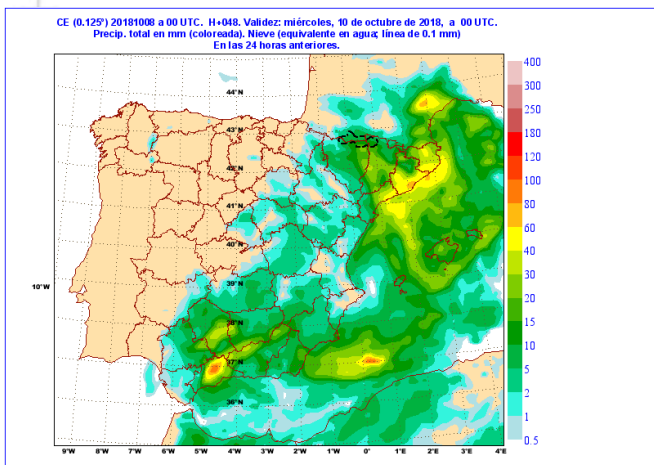 CE (0.125°) 20181008 a 00 UTC. H+048. Validez: miércoles, 10 de octubre de 2018, a 00 UTC.
Precip. total en mm (coloreada). Nieve (equivalente en agua; línea de 0.1 mm)
En las 24 horas anteriores.
400
300
250
180
120
100
80
60
40
30
20
15
10
5
2
1
0.5
44°N
43°N
42°N
41°N
40°N
39°N
38°N
37°N
36°N
10°W
9°W 8°W 7°W 6°W 5°W 4°W 3°W 2°W 1°W 0° 1°E 2°E 3°E 4°E